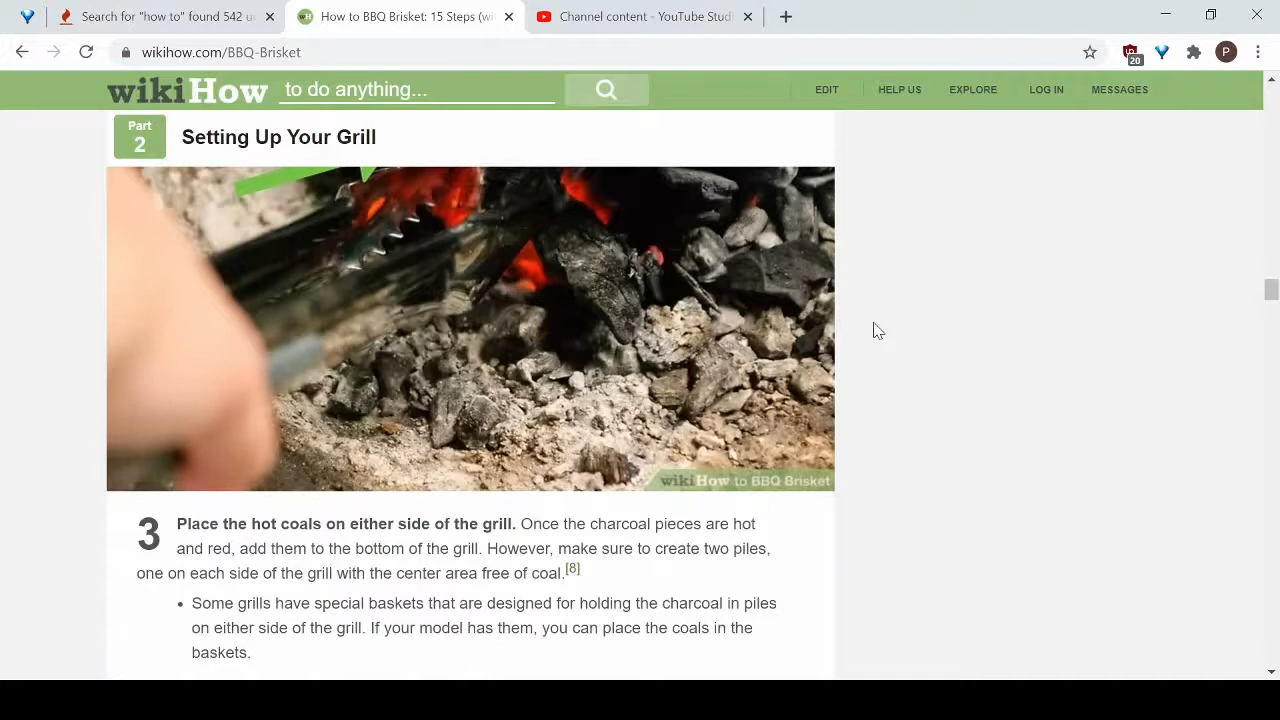 Search for "how to" found 542 u
How to BBQ Brisket: 15 Steps (wi
Channel content - YouTube Stud
wikihow.com/BBQ-Brisket
20
P
wikiHow to do anything...
EDIT
HELP US
EXPLORE
LOG IN
MESSAGES
Part
2
Setting Up Your Grill
wikiHow to BBQ Brisket
3 Place the hot coals on either side of the grill. Once the charcoal pieces are hot
and red, add them to the bottom of the grill. However, make sure to create two piles,
one on each side of the grill with the center area free of coal.[8]
• Some grills have special baskets that are designed for holding the charcoal in piles
on either side of the grill. If your model has them, you can place the coals in the
baskets.